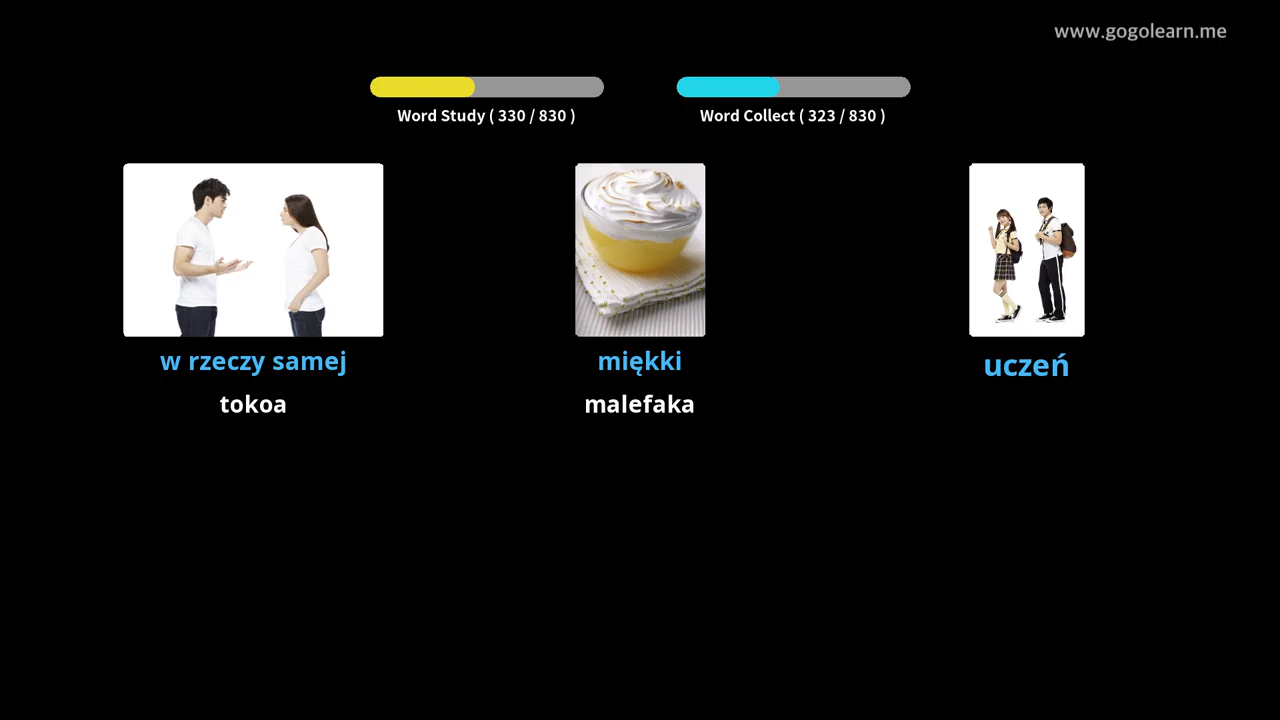 www.gogolearn.me
Word Study ( 330 / 830 )
Word Collect ( 323 / 830 )
w rzeczy samej
tokoa
miękki
malefaka
uczeń